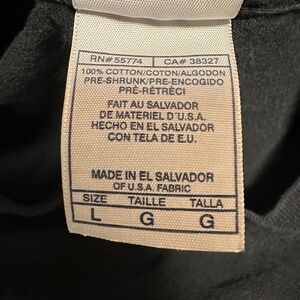 RN# 55774 CA# 38327
100% COTTON/COTON/ALGODON
PRE-SHRUNK/PRE-ENCOGIDO
PRÉ-RÉTRÉCI
FAIT AU SALVADOR
DE MATERIEL D'U.S.A.
HECHO EN EL SALVADOR
CON TELA DE E.U.
MADE IN EL SALVADOR
OF U.S.A. FABRIC
SIZE TAILLE TALLA
L G G